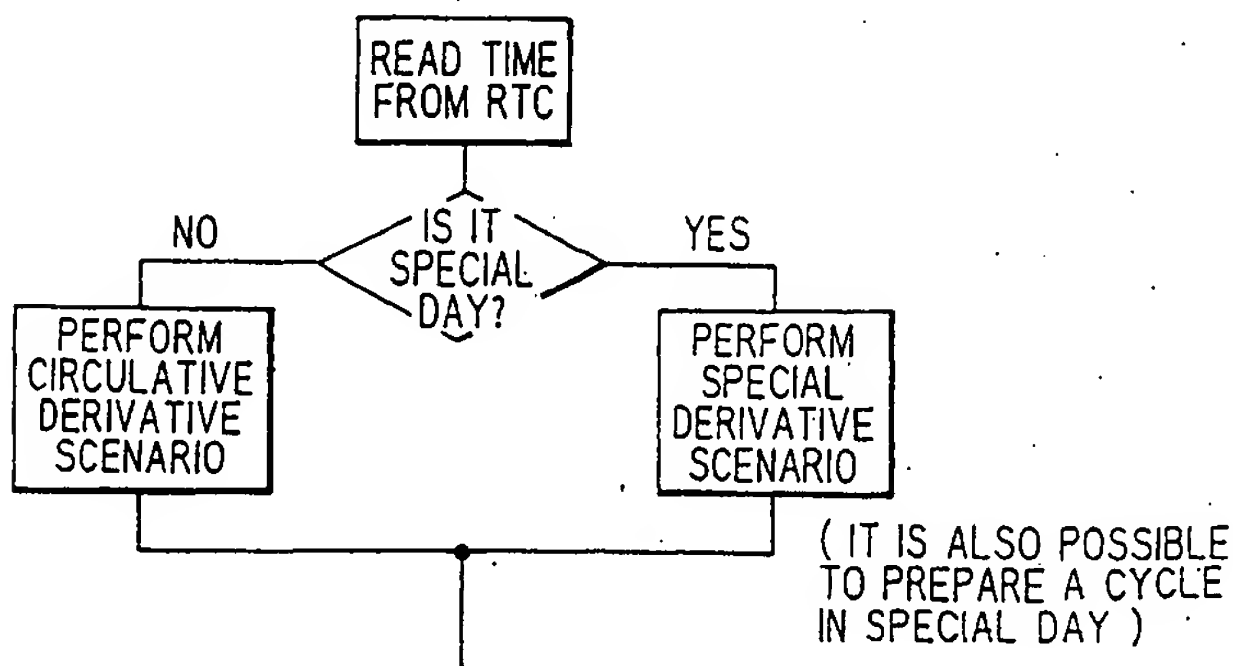 READ TIME
FROM RTC
NO
IS IT
SPECIAL
DAY?
YES
PERFORM
CIRCULATIVE
DERIVATIVE
SCENARIO
PERFORM
SPECIAL
DERIVATIVE
SCENARIO
( IT IS ALSO POSSIBLE
TO PREPARE A CYCLE
IN SPECIAL DAY )